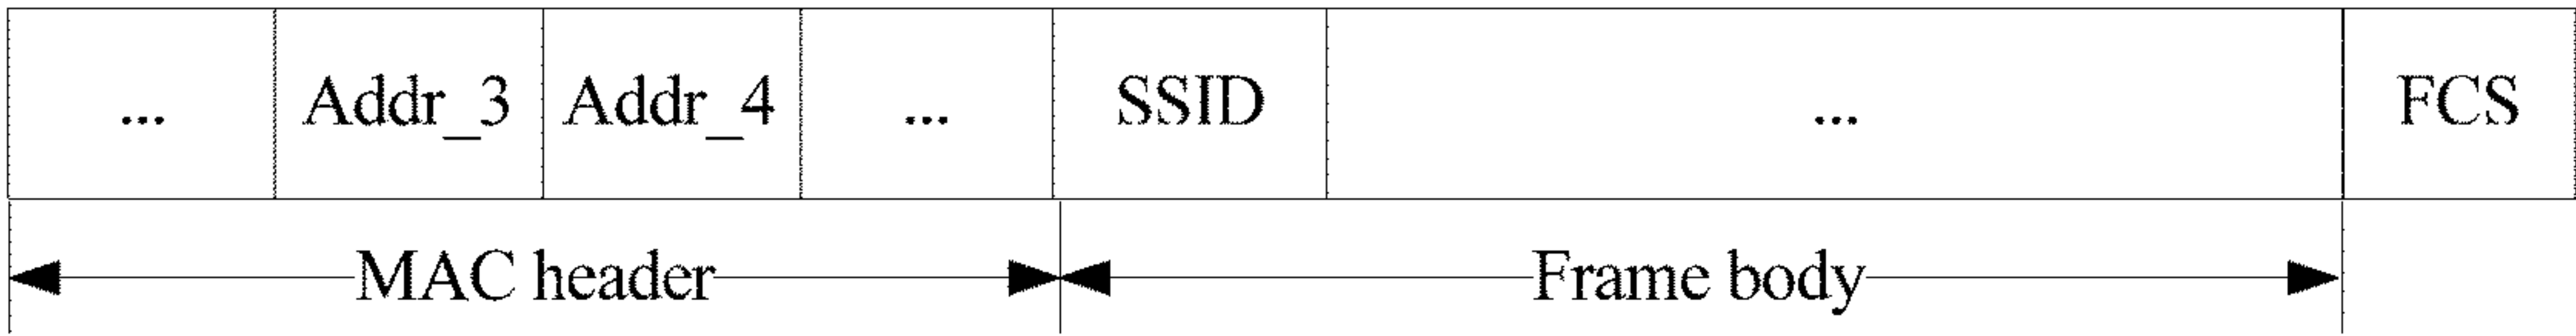 ... Addr_3 Addr_4 ... SSID ... FCS
MAC header Frame body